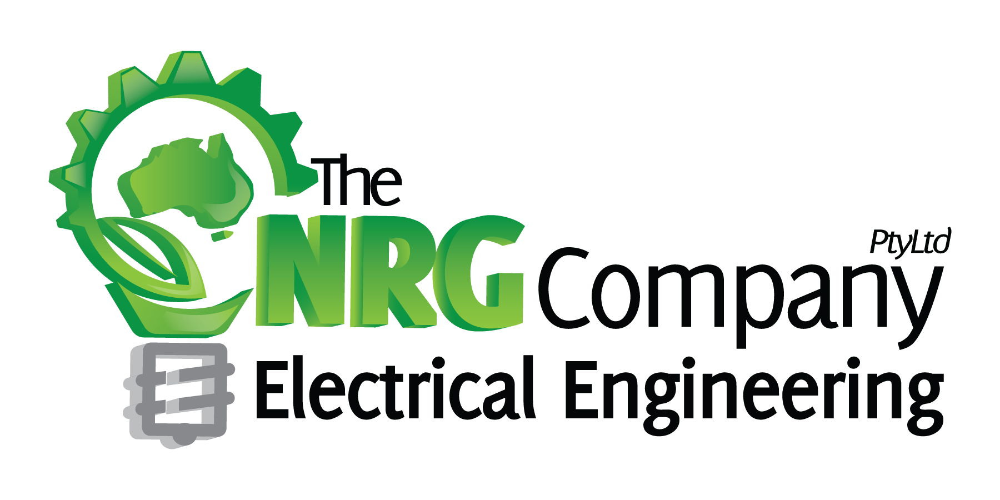 The
NRG Company PtyLtd
Electrical Engineering